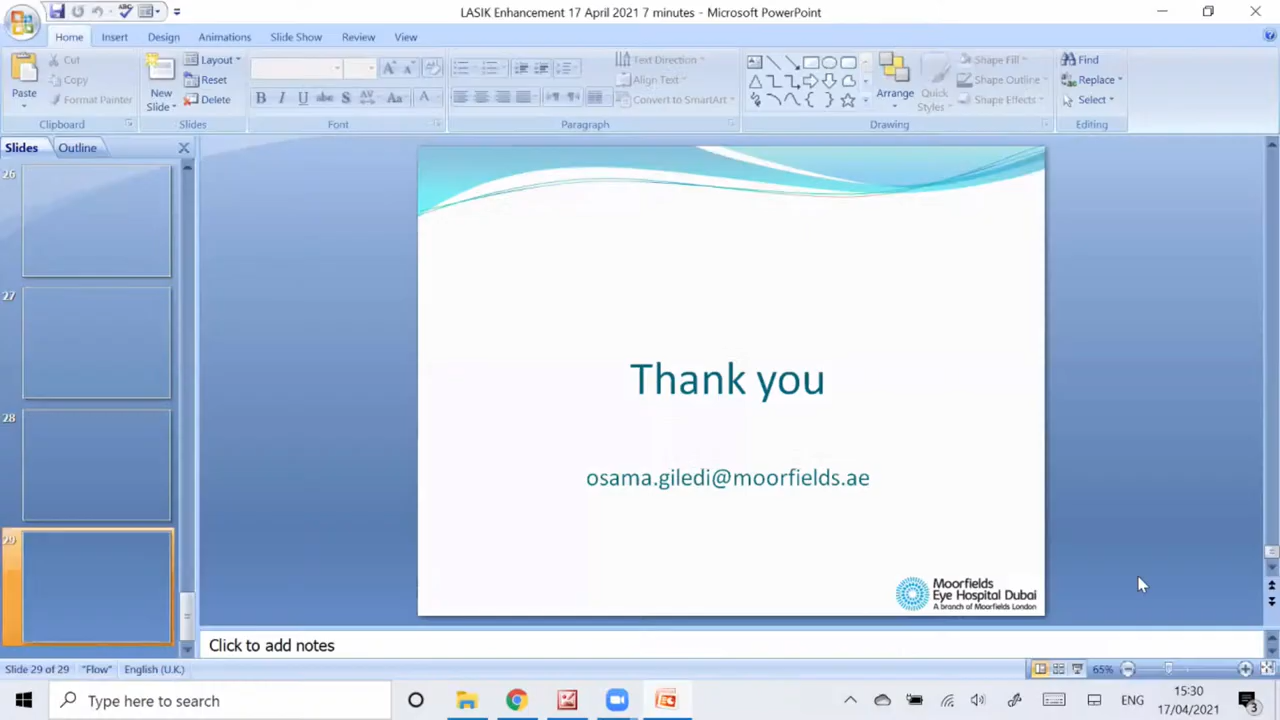 LASIK Enhancement 17 April 2021 7 minutes - Microsoft PowerPoint
Home Insert Design Animations Slide Show Review View
Paste
Cut
Copy
Format Painter
Clipboard
New
Slide
Layout
Reset
Delete
Slides
B I U abc S AV Aa A
Font
Text Direction
Align Text
Convert to SmartArt
Paragraph
Arrange
Quick
Styles
Shape Fill
Shape Outline
Shape Effects
Drawing
Find
Replace
Select
Editing
Slides Outline
26
27
28
29
Thank you
osama.giledi@moorfields.ae
Moorfields
Eye Hospital Dubai
A branch of Moorfields London
Click to add notes
Slide 29 of 29 "Flow" English (U.K.) 65%
Type here to search
ENG
15:30
17/04/2021
3